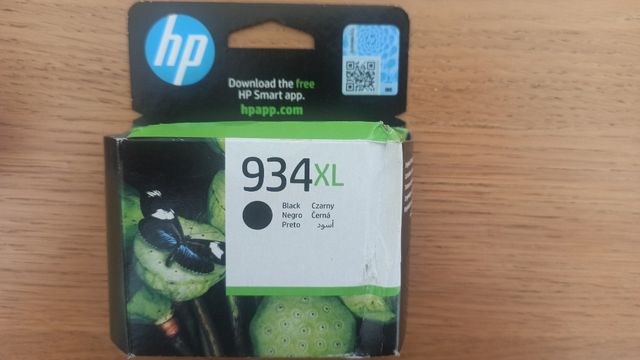 hp
Download the free
HP Smart app.
hpapp.com
934XL
Black Czarny
Negro Černá
Preto أسود